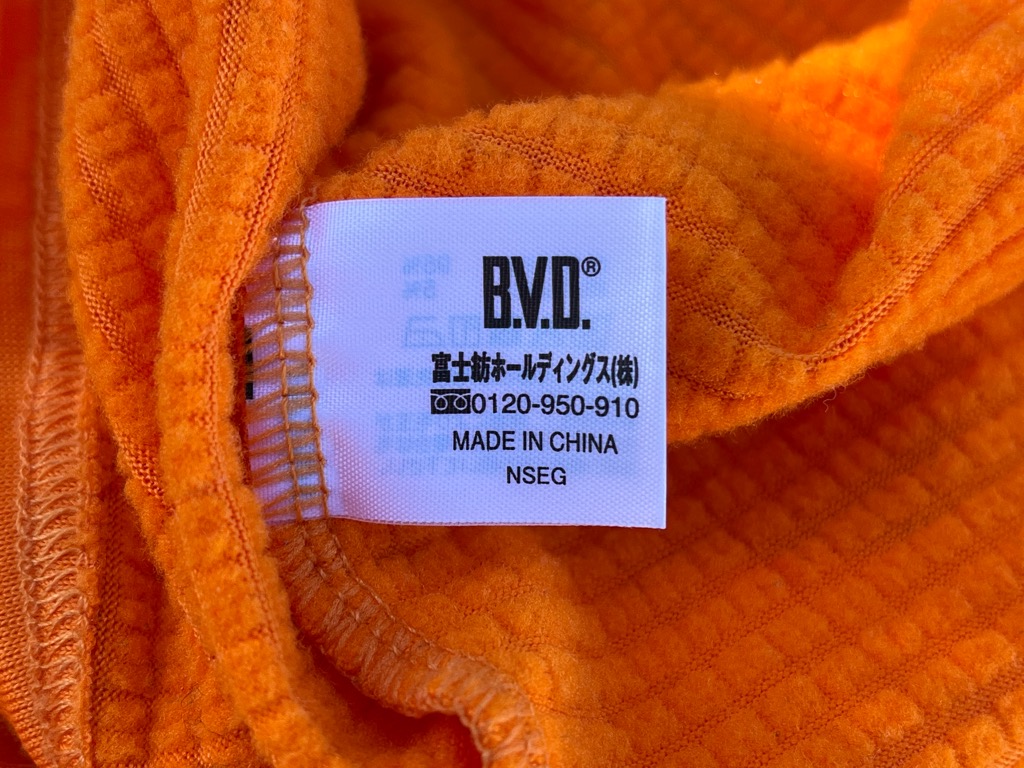 B.V.D.®
富士紡ホールディングス(株)
0120-950-910
MADE IN CHINA
NSEG